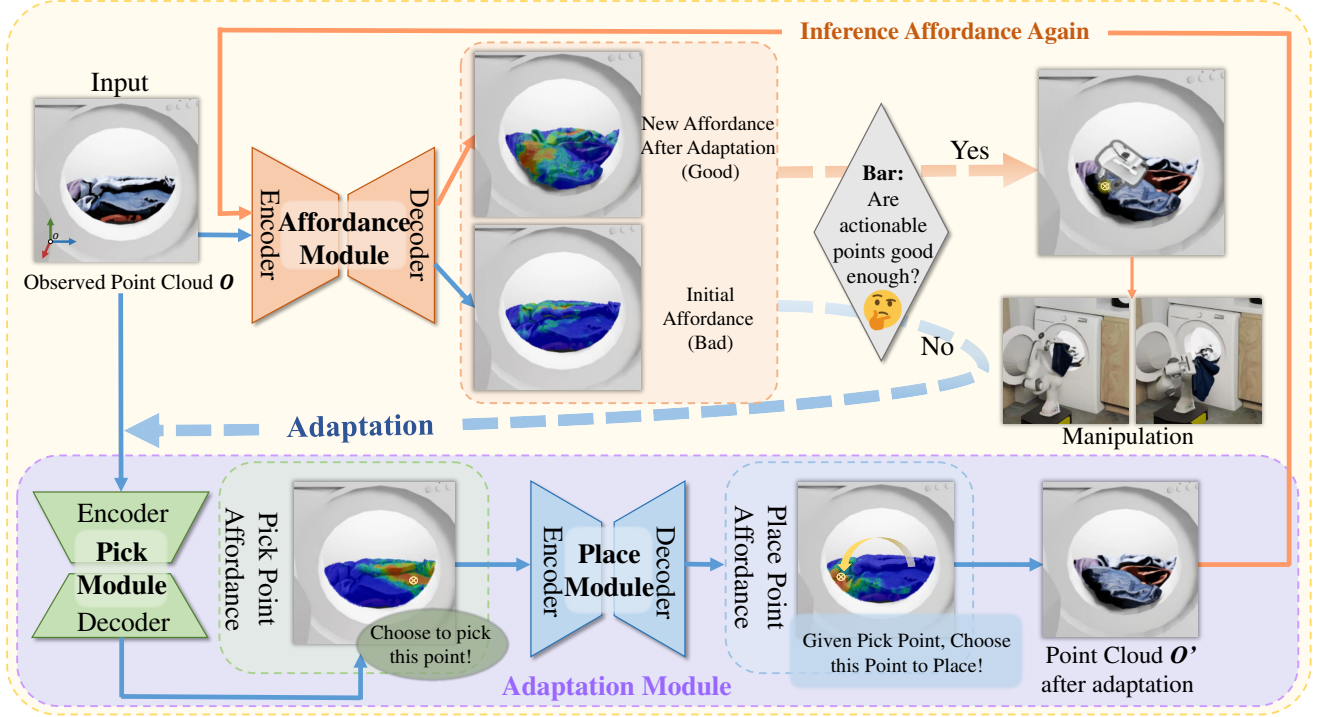 Inference Affordance Again
Input
Observed Point Cloud O
Encoder
Affordance
Module
Decoder
New Affordance
After Adaptation
(Good)
Initial
Affordance
(Bad)
Bar:
Are
actionable
points good
enough?
Yes
No
Manipulation
Adaptation
Encoder
Pick
Module
Decoder
Pick Point
Affordance
Choose to pick
this point!
Encoder
Place
Module
Decoder
Place Point
Affordance
Given Pick Point, Choose
this Point to Place!
Point Cloud O’
after adaptation
Adaptation Module